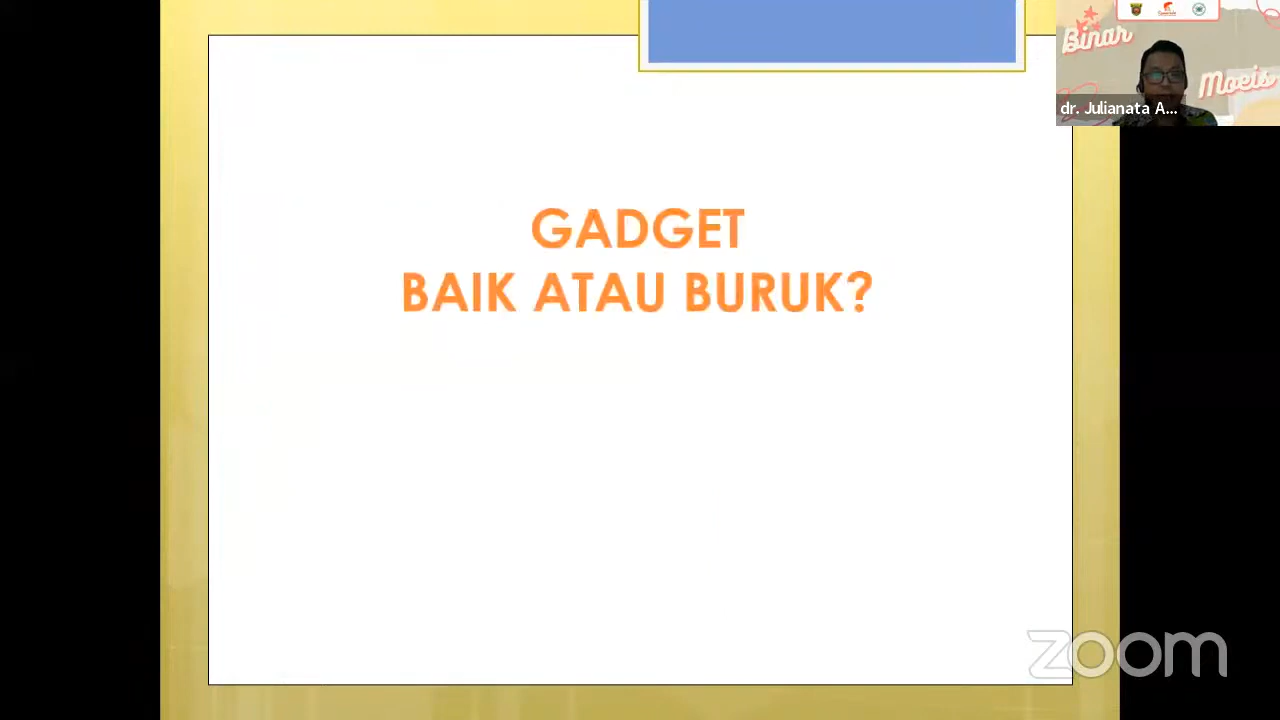 Binar
Moeis
dr. Julianata A...
GADGET
BAIK ATAU BURUK?
zoom